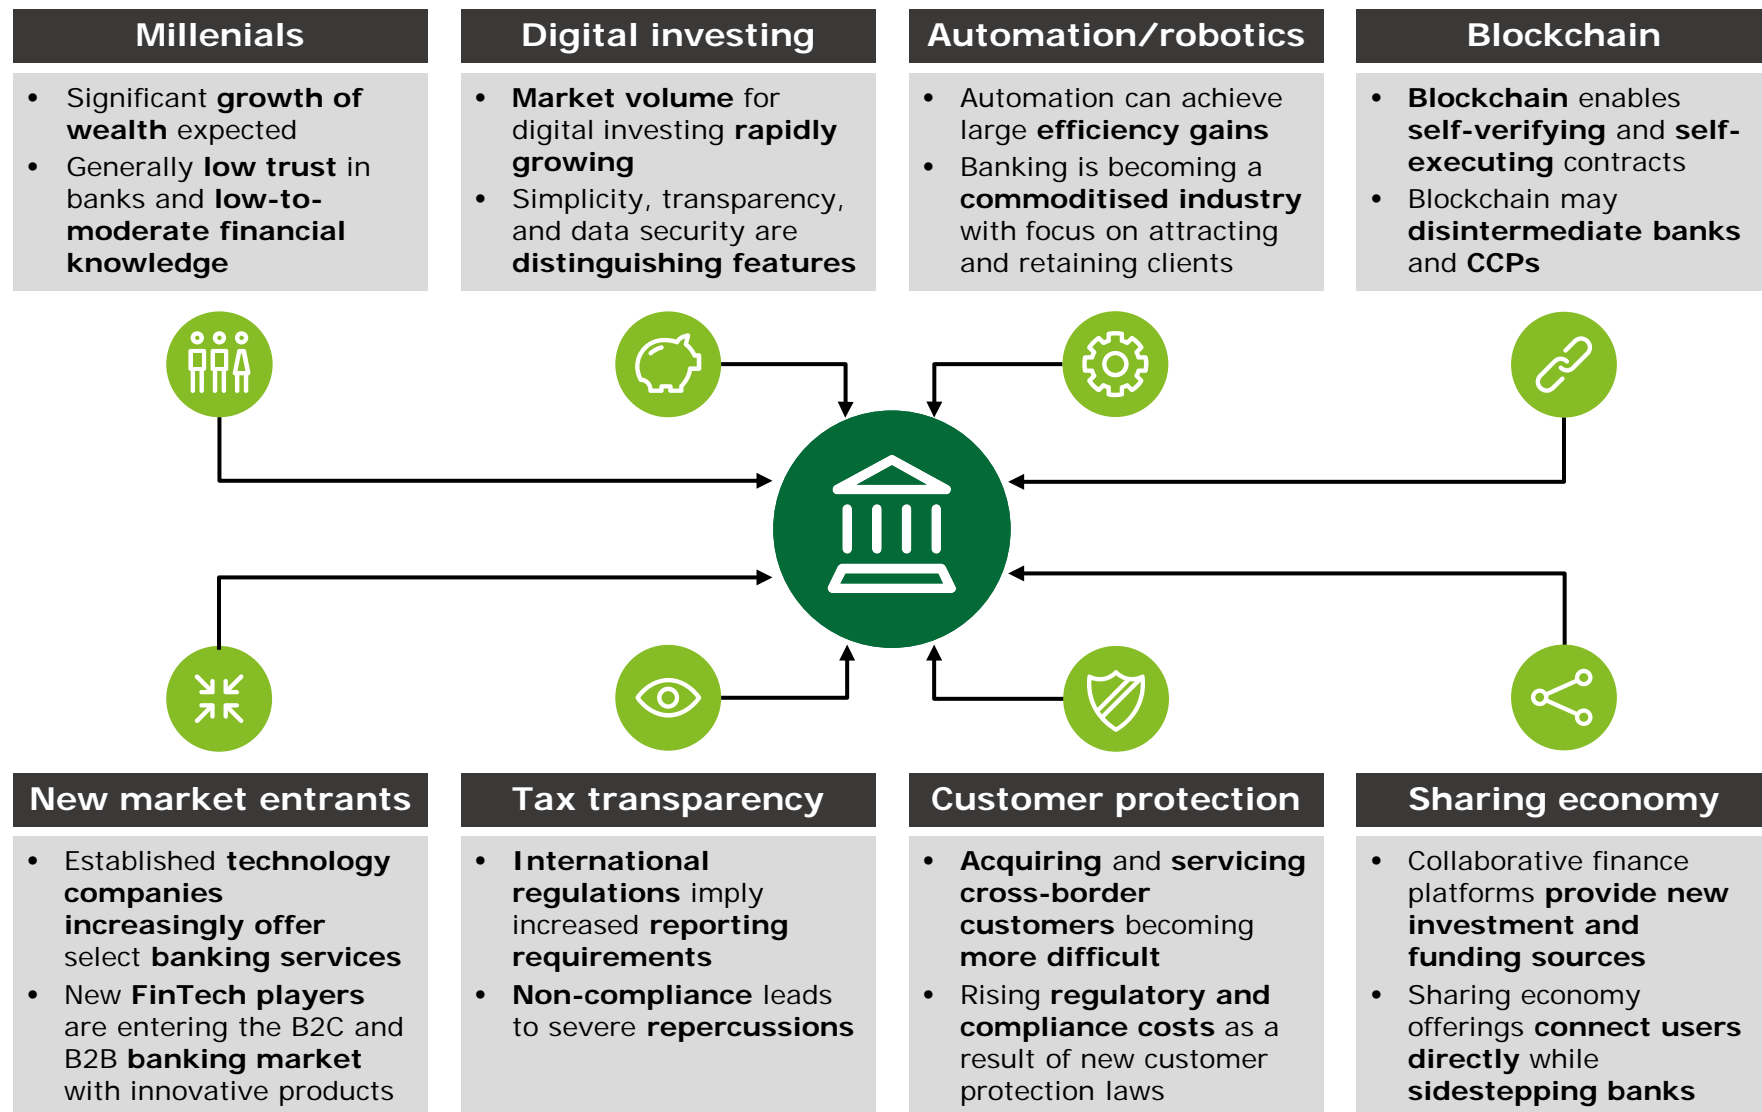 Millenials
• Significant growth of
wealth expected
• Generally low trust in
banks and low-to-
moderate financial
knowledge
Digital investing
• Market volume for
digital investing rapidly
growing
• Simplicity, transparency,
and data security are
distinguishing features
Automation/robotics
• Automation can achieve
large efficiency gains
• Banking is becoming a
commoditised industry
with focus on attracting
and retaining clients
Blockchain
• Blockchain enables
self-verifying and self-
executing contracts
• Blockchain may
disintermediate banks
and CCPs
New market entrants
• Established technology
companies
increasingly offer
select banking services
• New FinTech players
are entering the B2C and
B2B banking market
with innovative products
Tax transparency
• International
regulations imply
increased reporting
requirements
• Non-compliance leads
to severe repercussions
Customer protection
• Acquiring and servicing
cross-border
customers becoming
more difficult
• Rising regulatory and
compliance costs as a
result of new customer
protection laws
Sharing economy
• Collaborative finance
platforms provide new
investment and
funding sources
• Sharing economy
offerings connect users
directly while
sidestepping banks